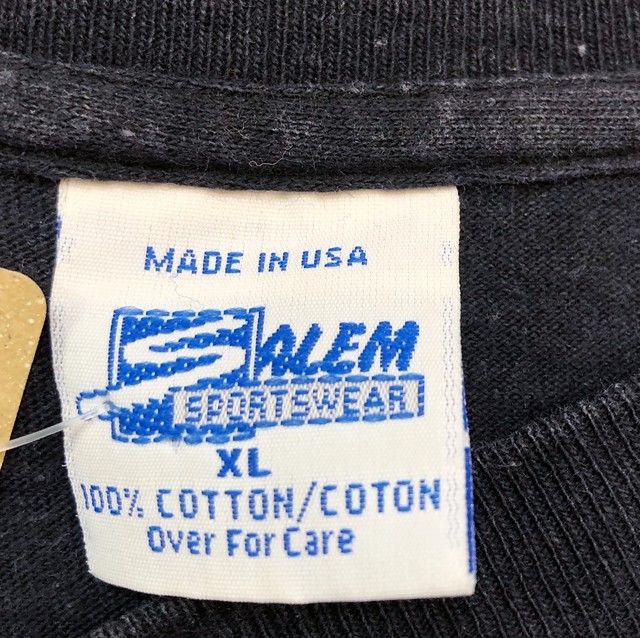 MADE IN USA
SALEM
SPORTSWEAR
XL
100% COTTON/COTON
Over For Care